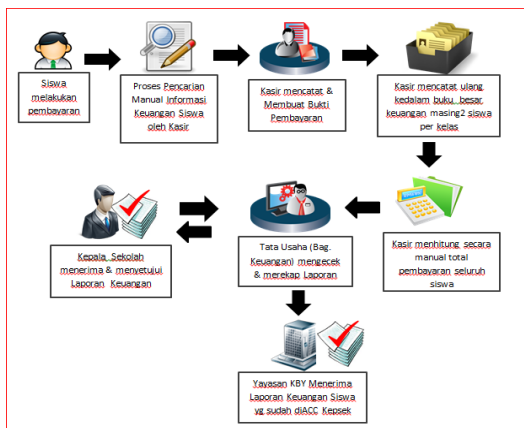 Siswa
melakukan
pembayaran
Proses Pencarian
Manual Informasi
Keuangan Siswa
oleh Kasir
Kasir mencatat &
Membuat Bukti
Pembayaran
Kasir mencatat ulang
kedalam buku besar
keuangan masing2 siswa
per kelas
Kepala Sekolah
menerima & menyetujui
Laporan Keuangan
Tata Usaha (Bag.
Keuangan) mengecek
& merekap Laporan
Kasir menhitung secara
manual total
pembayaran seluruh
siswa
Yayasan KBY Menerima
Laporan Keuangan Siswa
yg sudah diACC Kepsek